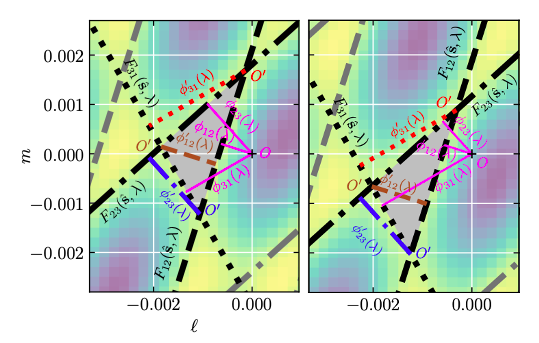 0.002
0.001
0.000
−0.001
−0.002
m
−0.002
0.000
ℓ
F₃₁(ŝ, λ)
ϕ′₃₁(λ)
O′
ϕ₂₃(λ)
ϕ₁₂(λ)
O′
ϕ′₁₂(λ)
O
ϕ₃₁(λ)
ϕ′₂₃(λ)
O′
F₂₃(ŝ, λ)
F₁₂(ŝ, λ)
F₁₂(ŝ, λ)
F₂₃(ŝ, λ)
F₃₁(ŝ, λ)
O′
ϕ′₃₁(λ)
ϕ₂₃(λ)
ϕ₁₂(λ)
O
O′
ϕ′₁₂(λ)
ϕ₃₁(λ)
ϕ′₂₃(λ)
O′
−0.002
0.000